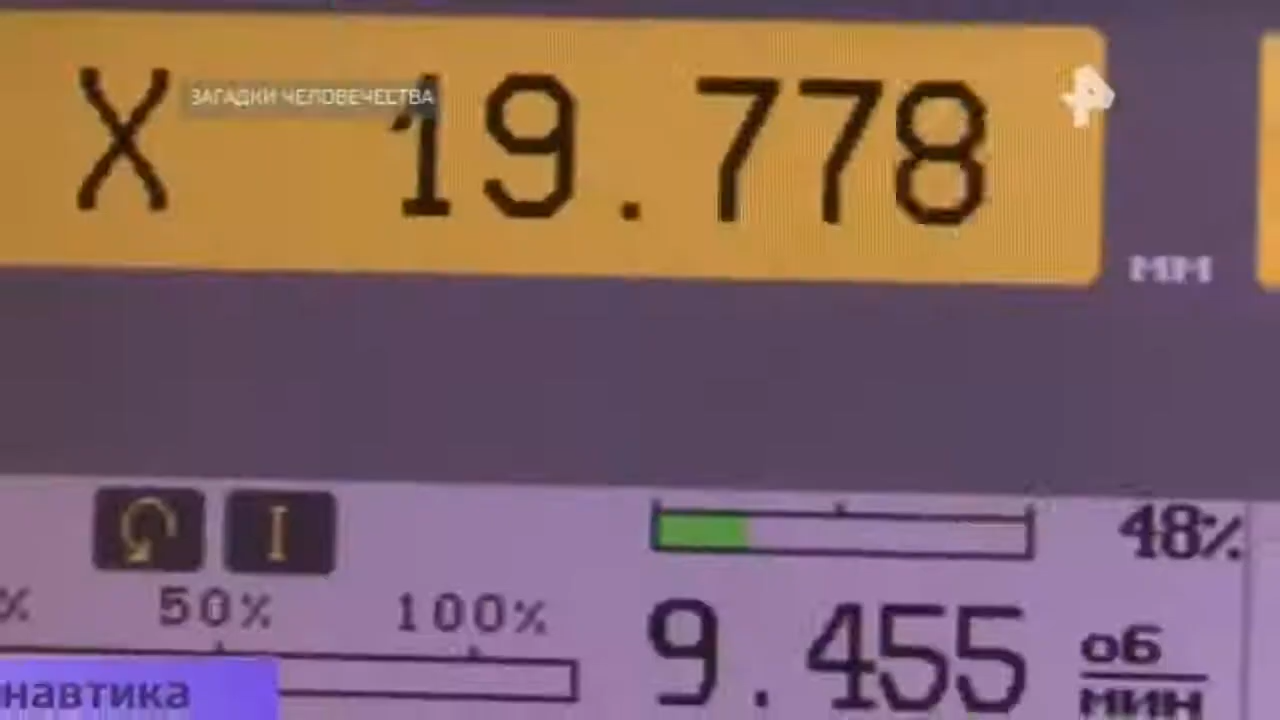 X 19.778
ЗАГАДКИ ЧЕЛОВЕЧЕСТВА
мм
48%
% 50% 100%
9.455 об
мин
навтика